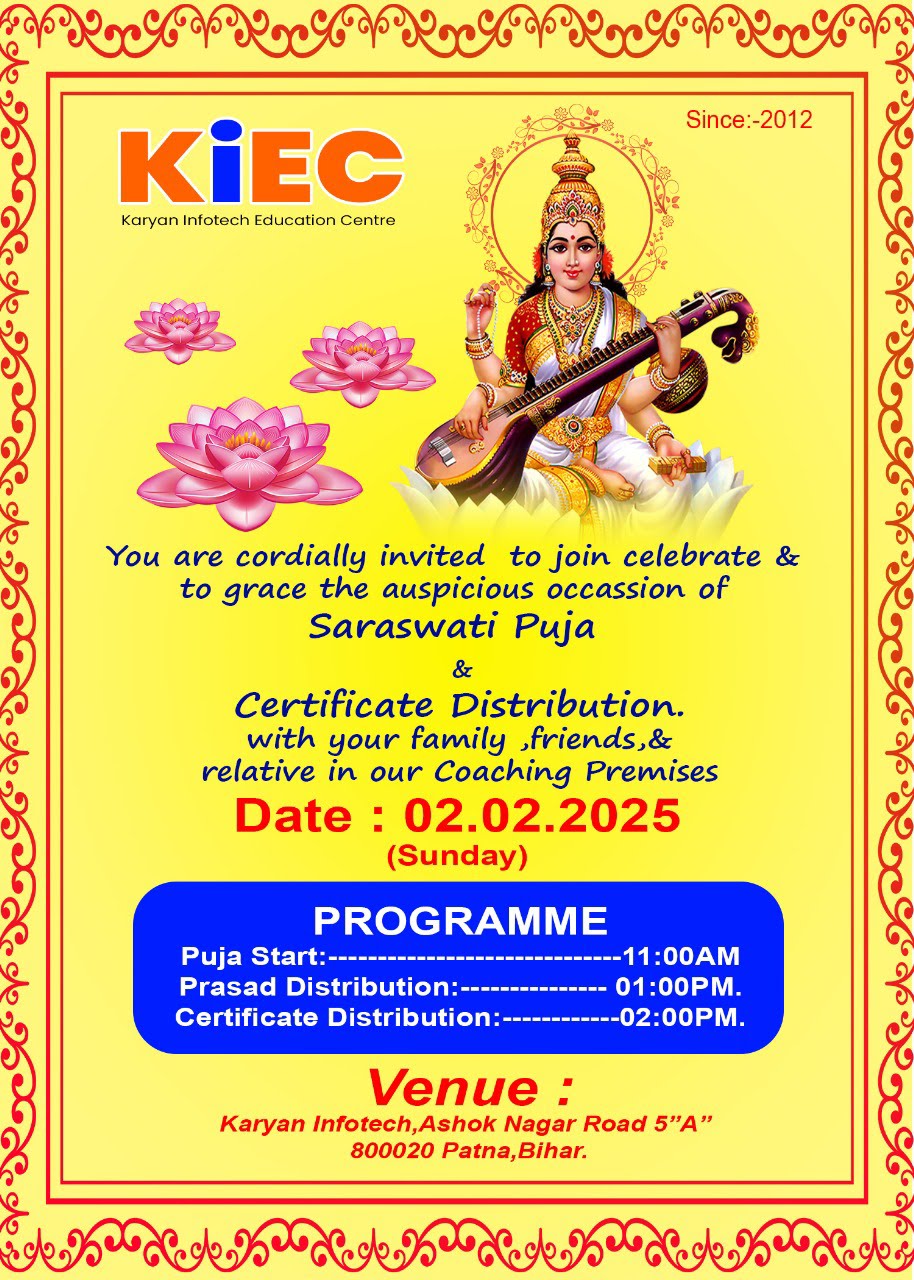 KiEC
Karyan Infotech Education Centre
Since:-2012
You are cordially invited to join celebrate &
to grace the auspicious occassion of
Saraswati Puja
&
Certificate Distribution.
with your family ,friends,&
relative in our Coaching Premises
Date : 02.02.2025
(Sunday)
PROGRAMME
Puja Start:------------------------------11:00AM
Prasad Distribution:--------------- 01:00PM.
Certificate Distribution:------------02:00PM.
Venue :
Karyan Infotech,Ashok Nagar Road 5”A”
800020 Patna,Bihar.